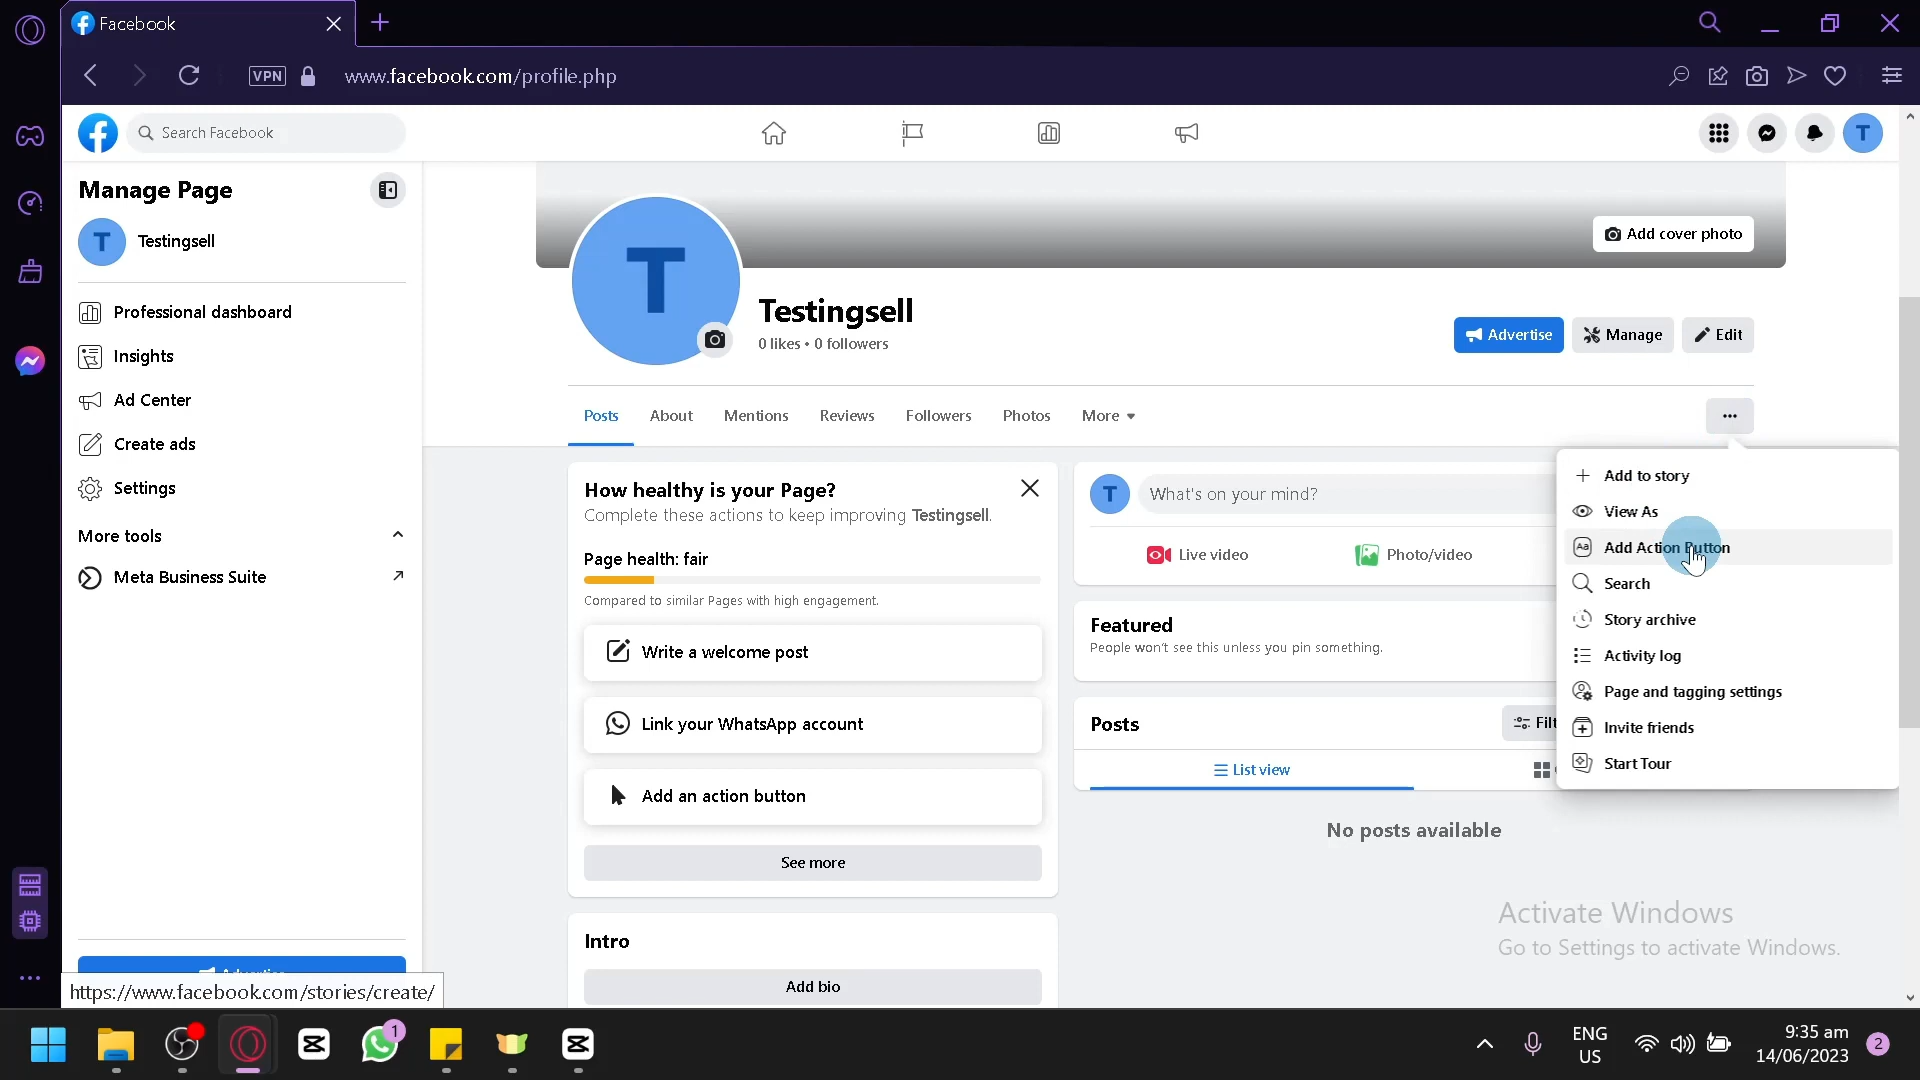 Facebook
VPN
www.facebook.com/profile.php
Search Facebook
T
Manage Page
T
Testingsell
Professional dashboard
Insights
Ad Center
Create ads
Settings
More tools
Meta Business Suite
https://www.facebook.com/stories/create/
Add cover photo
T
Testingsell
0 likes • 0 followers
Advertise
Manage
Edit
Posts
About
Mentions
Reviews
Followers
Photos
More
How healthy is your Page?
Complete these actions to keep improving Testingsell.
Page health: fair
Compared to similar Pages with high engagement.
Write a welcome post
Link your WhatsApp account
Add an action button
See more
Intro
Add bio
T
What's on your mind?
Live video
Photo/video
Featured
People won't see this unless you pin something.
Posts
Filt
List view
No posts available
Add to story
View As
Aa
Add Action Button
Search
Story archive
Activity log
Page and tagging settings
Invite friends
Start Tour
Activate Windows
Go to Settings to activate Windows.
1
ENG
US
9:35 am
14/06/2023
2